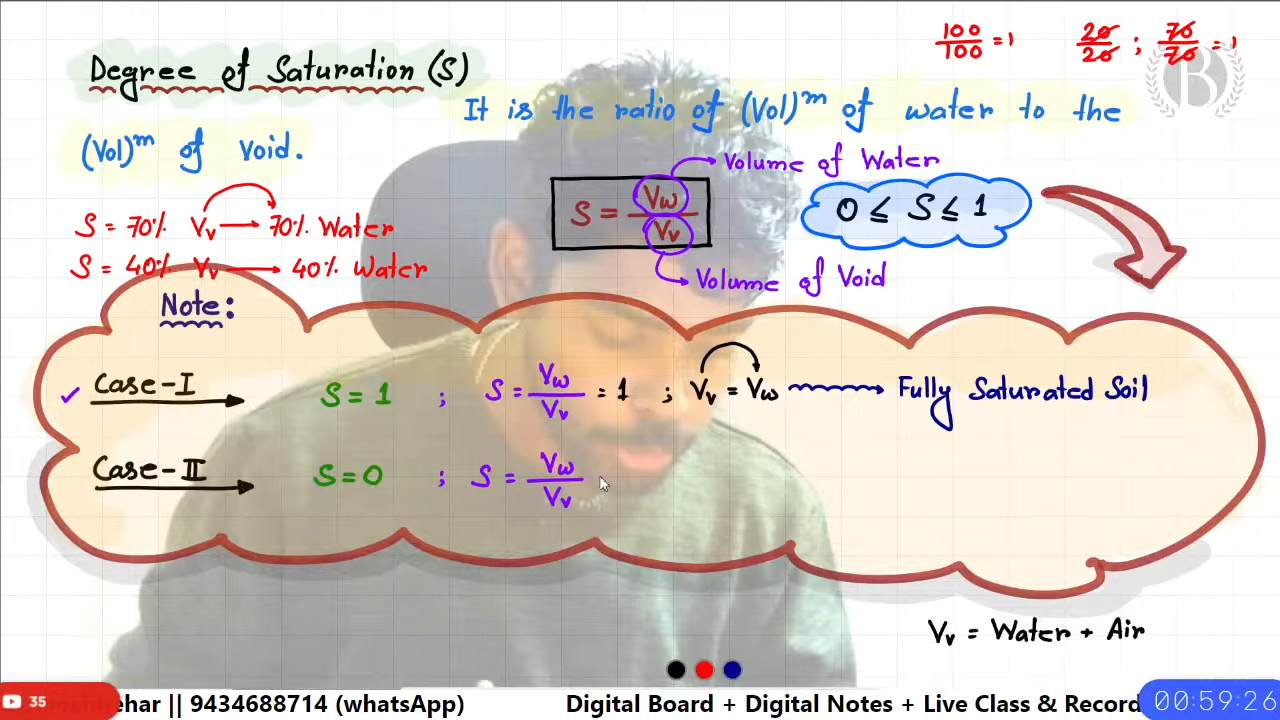 100/100 = 1 20/20 ; 70/70 = 1
Degree of Saturation (S)
It is the ratio of (Vol)ᵐ of water to the
(Vol)ᵐ of void.
B
Volume of Water
S = Vw/Vv
0 ≤ S ≤ 1
Volume of Void
S = 70% Vv → 70% Water
S = 40% Vv → 40% Water
Note:
✓ Case-I → S = 1 ; S = Vw/Vv = 1 ; Vv = Vw → Fully Saturated Soil
Case-II → S = 0 ; S = Vw/Vv
Vv = Water + Air
35
ehar || 9434688714 (whatsApp) Digital Board + Digital Notes + Live Class & Record
00:59:26